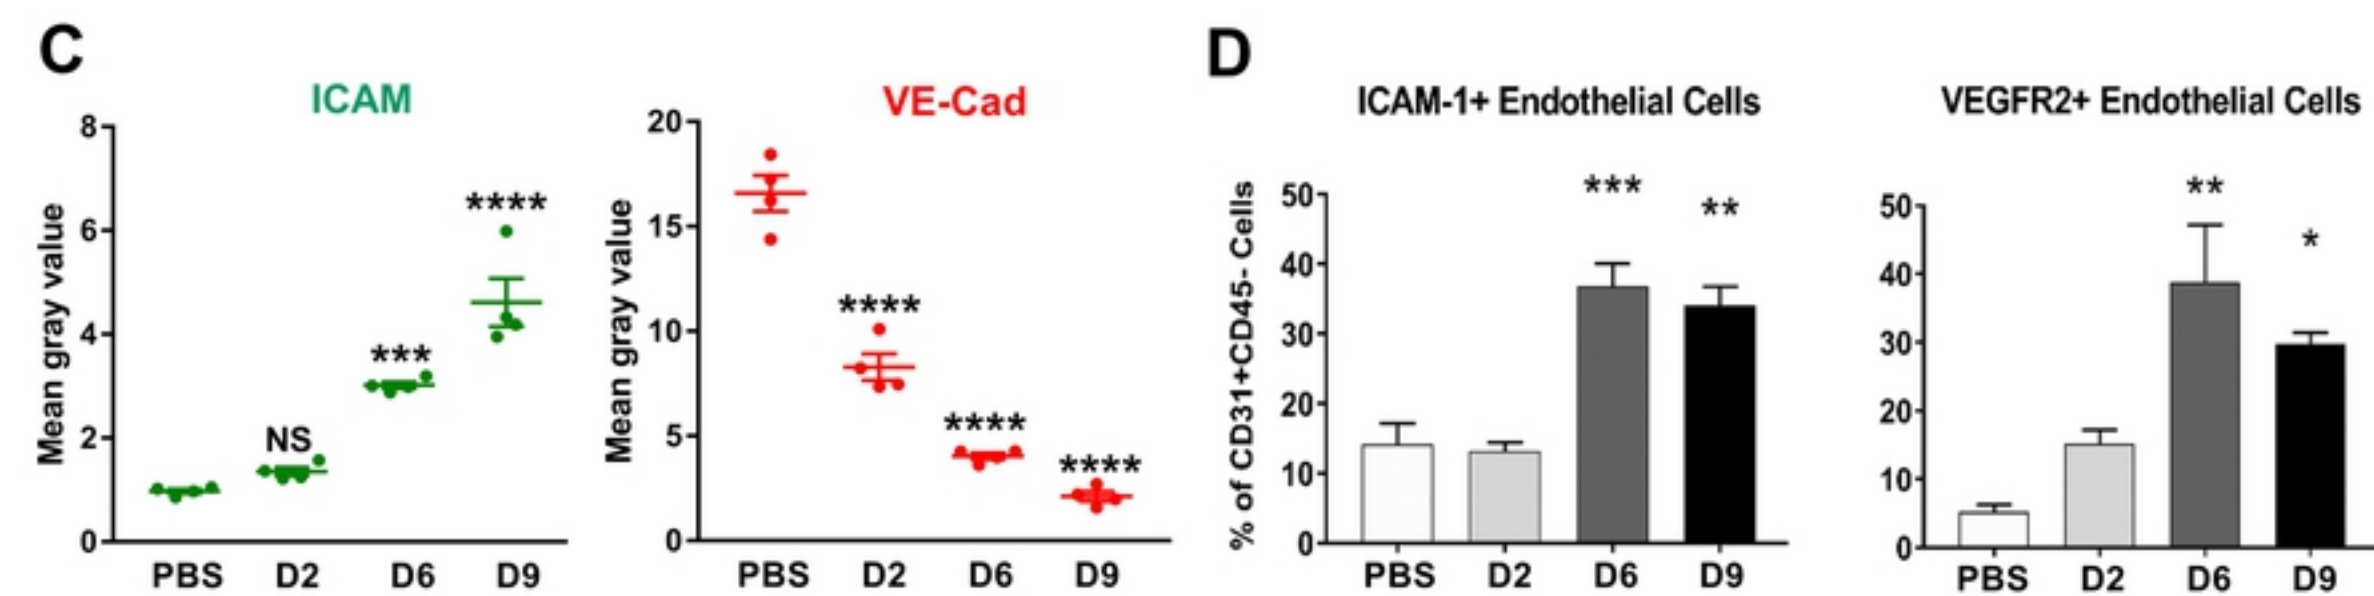 C
ICAM
Mean gray value
8
6
4
2
0
NS
***
****
PBS D2 D6 D9
VE-Cad
Mean gray value
20
15
10
5
0
****
****
****
PBS D2 D6 D9
D
ICAM-1+ Endothelial Cells
% of CD31+CD45- Cells
50
40
30
20
10
0
***
**
PBS D2 D6 D9
VEGFR2+ Endothelial Cells
50
40
30
20
10
0
**
*
PBS D2 D6 D9